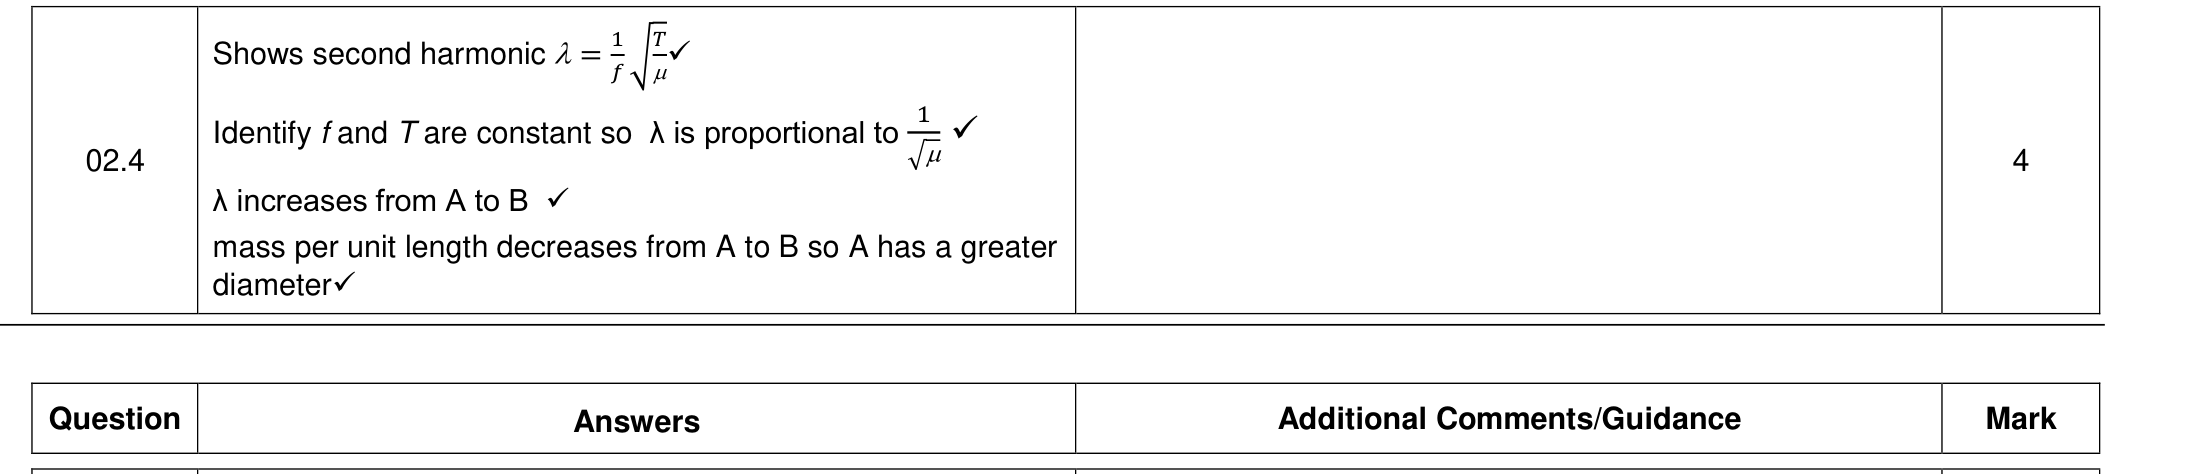 02.4
Shows second harmonic λ = 1/f √(T/μ) ✓
Identify f and T are constant so λ is proportional to 1/√μ ✓
λ increases from A to B ✓
mass per unit length decreases from A to B so A has a greater
diameter✓
4
Question Answers Additional Comments/Guidance Mark